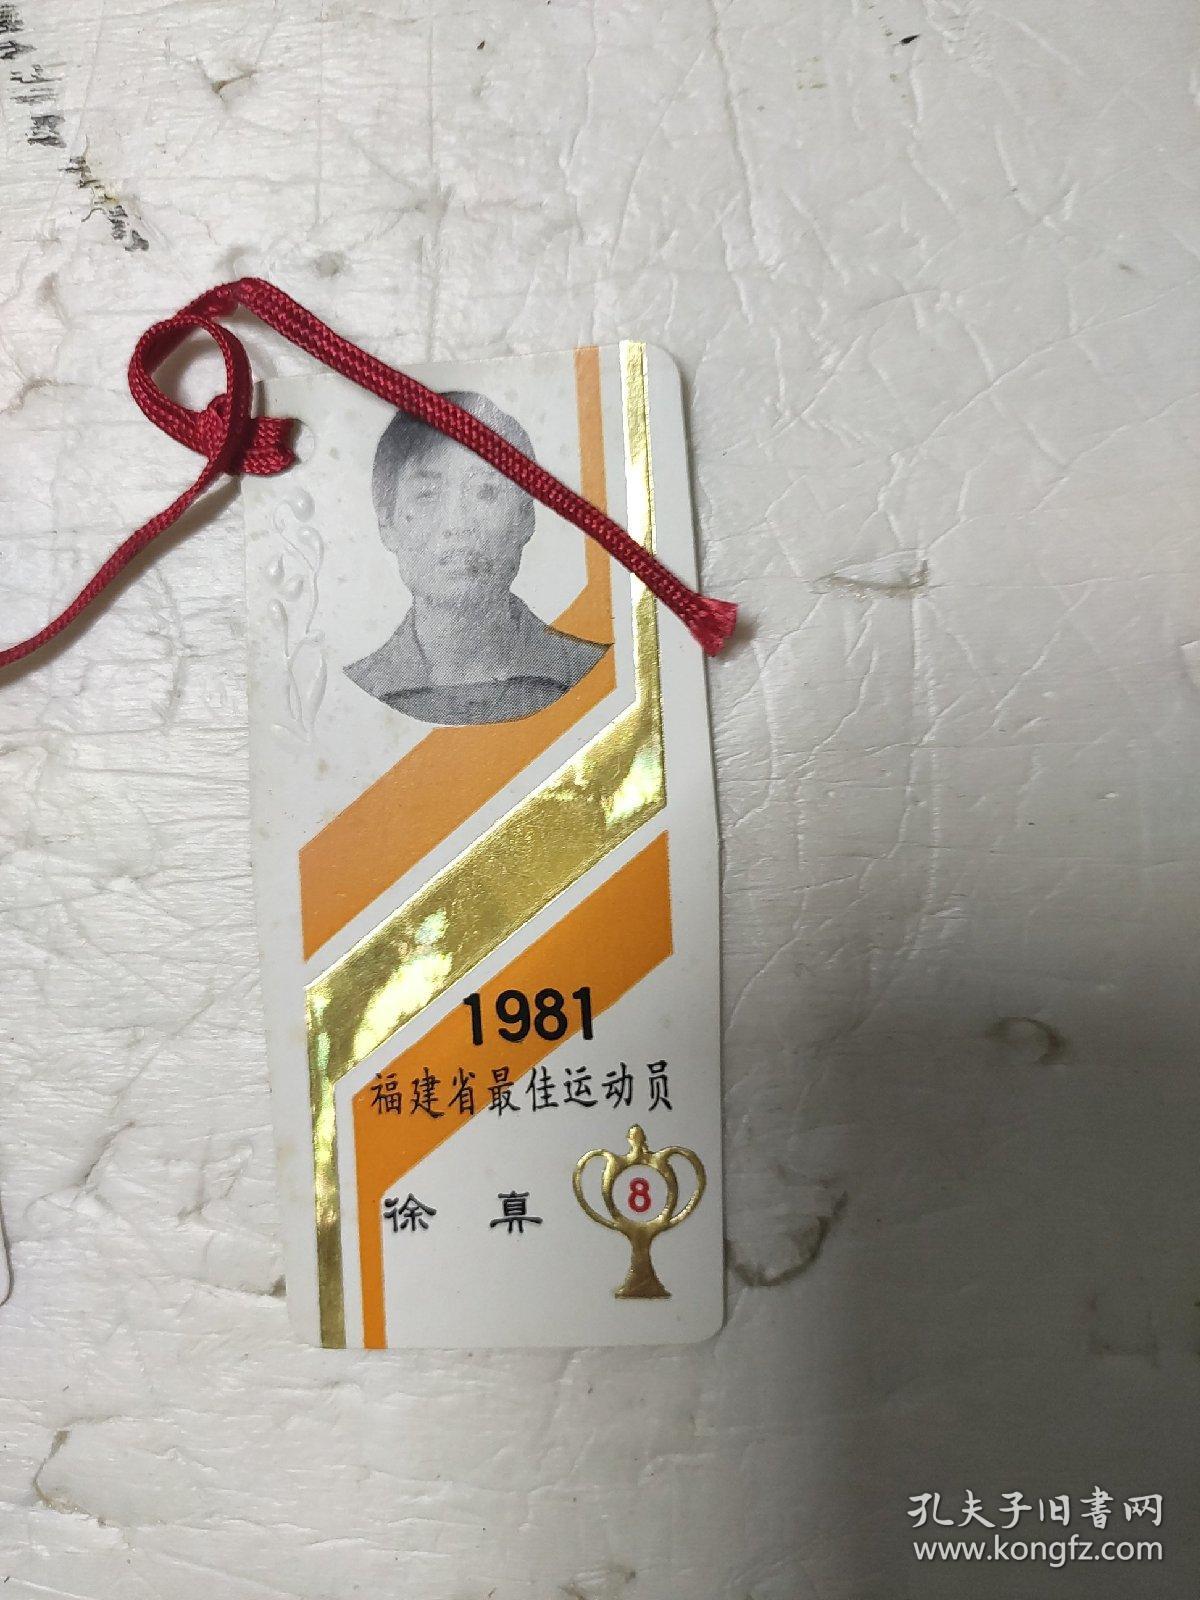 1981
福建省最佳运动员
徐 真
8
孔夫子旧书网
www.kongfz.com